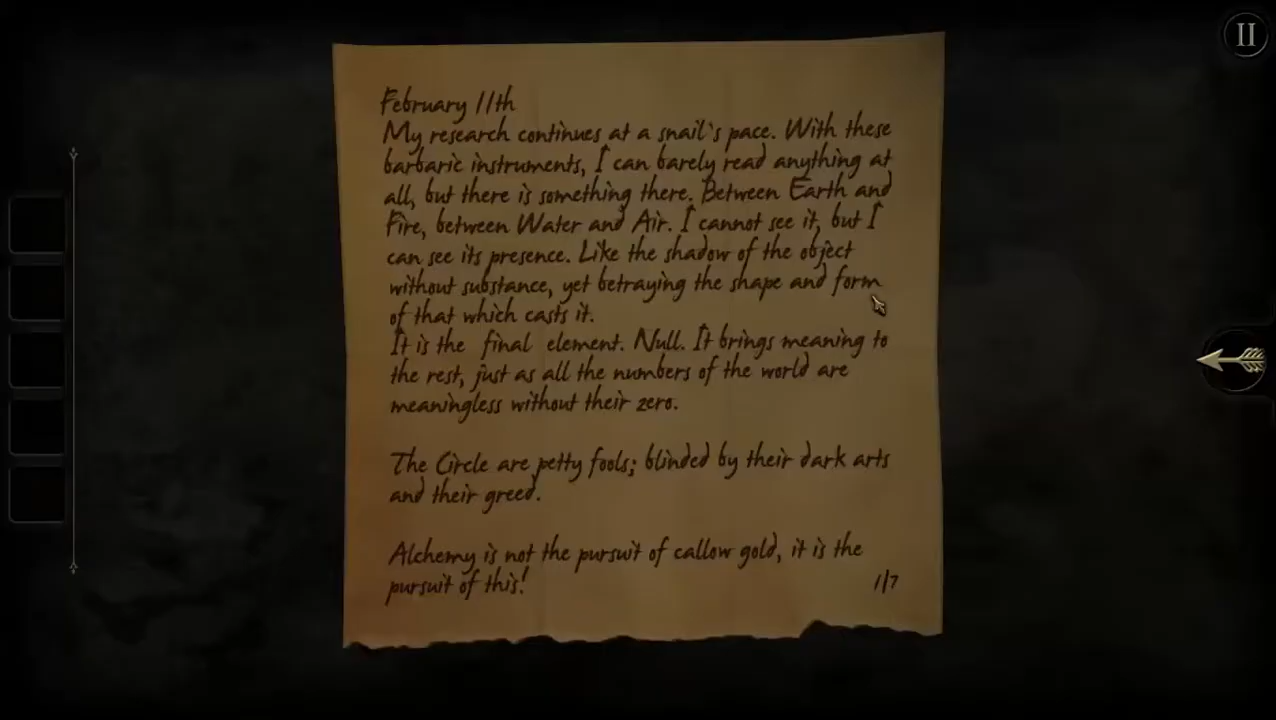 February 11th
My research continues at a snail's pace. With these
barbaric instruments, I can barely read anything at
all, but there is something there. Between Earth and
Fire, between Water and Air. I cannot see it, but I
can see its presence. Like the shadow of the object
without substance, yet betraying the shape and form
of that which casts it.
It is the final element. Null. It brings meaning to
the rest, just as all the numbers of the world are
meaningless without their zero.
The Circle are petty fools; blinded by their dark arts
and their greed.
Alchemy is not the pursuit of callow gold, it is the
pursuit of this!
1/7